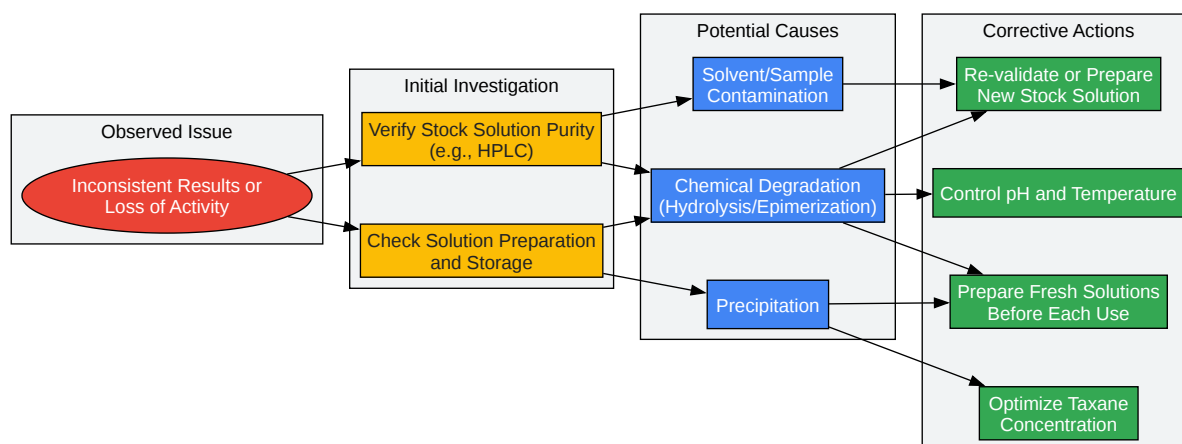 Observed Issue
Inconsistent Results or
Loss of Activity
Initial Investigation
Verify Stock Solution Purity
(e.g., HPLC)
Check Solution Preparation
and Storage
Potential Causes
Solvent/Sample
Contamination
Chemical Degradation
(Hydrolysis/Epimerization)
Precipitation
Corrective Actions
Re-validate or Prepare
New Stock Solution
Control pH and Temperature
Prepare Fresh Solutions
Before Each Use
Optimize Taxane
Concentration